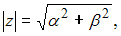 |z| = √(α² + β²),